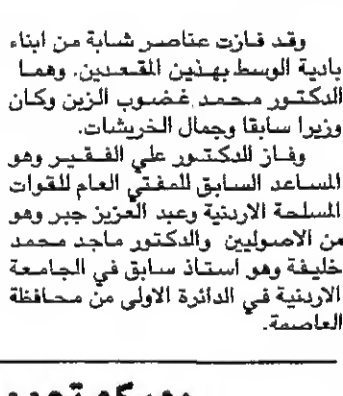 وقد فازت عناصر شابة من ابناء
بادية الوسط بهذين المقعدين. وهما
الدكتور محمد غضوب الزبن وكان
وزيرا سابقا وجمال الخريشات.
وفاز الدكتور علي الفقير وهو
المساعد السابق للمفتي العام للقوات
المسلحة الاردنية وعبد العزيز جبر وهو
من الاصوليين والدكتور ماجد محمد
خليفة وهو استاذ سابق في الجامعة
الاردنية في الدائرة الاولى من محافظة
العاصمة.